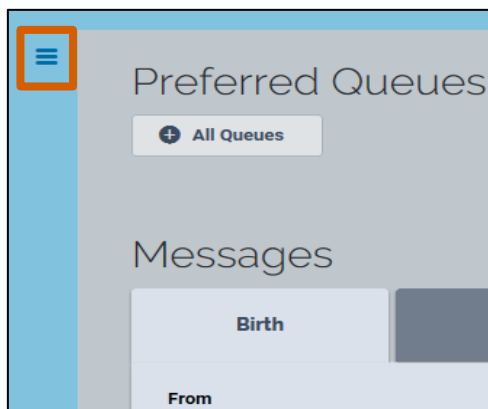 Preferred Queues
All Queues
Messages
Birth
From